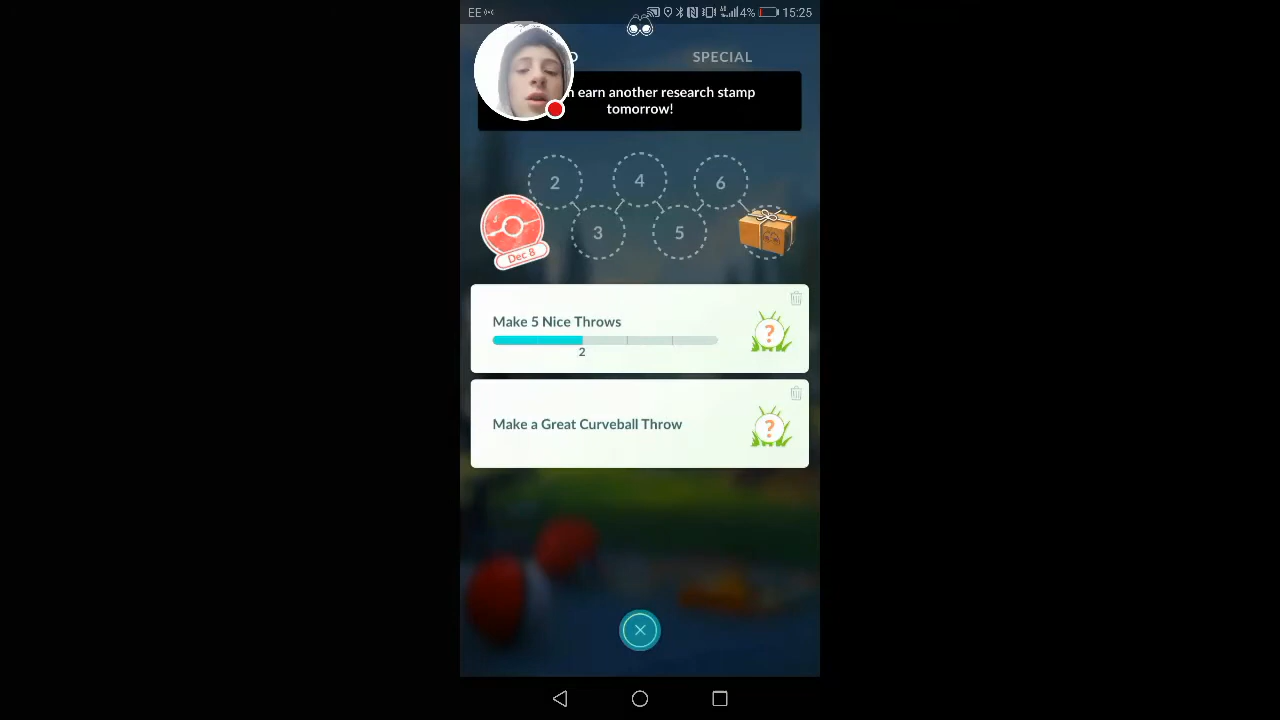 EE 4% 15:25
SPECIAL
earn another research stamp
tomorrow!
2 4 6
3 5
Dec 8
Make 5 Nice Throws
2
?
Make a Great Curveball Throw
?